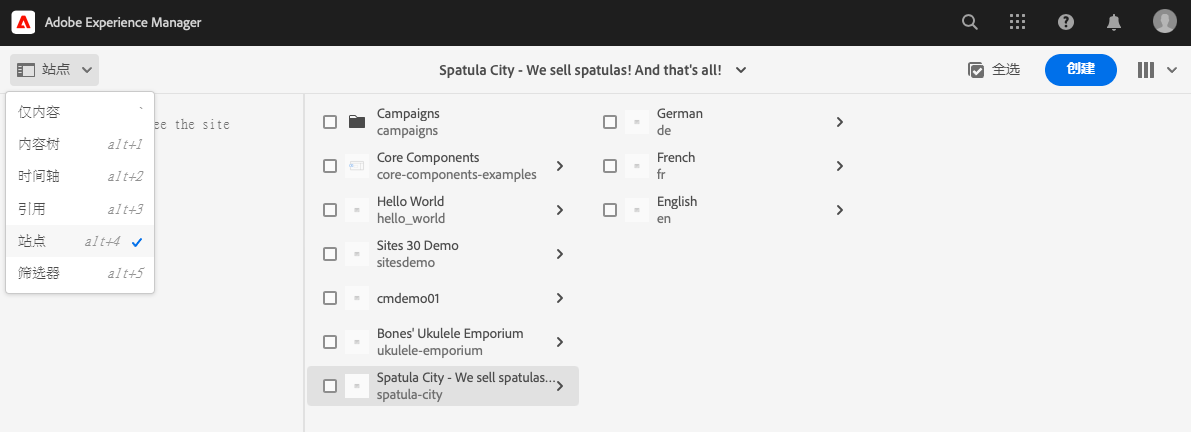 Adobe Experience Manager
站点
Spatula City - We sell spatulas! And that's all!
全选
创建
仅内容 `
内容树 alt+1
时间轴 alt+2
引用 alt+3
站点 alt+4
筛选器 alt+5
ee the site
Campaigns
campaigns
Core Components
core-components-examples
Hello World
hello_world
Sites 30 Demo
sitesdemo
cmdemo01
Bones' Ukulele Emporium
ukulele-emporium
Spatula City - We sell spatulas...
spatula-city
German
de
French
fr
English
en